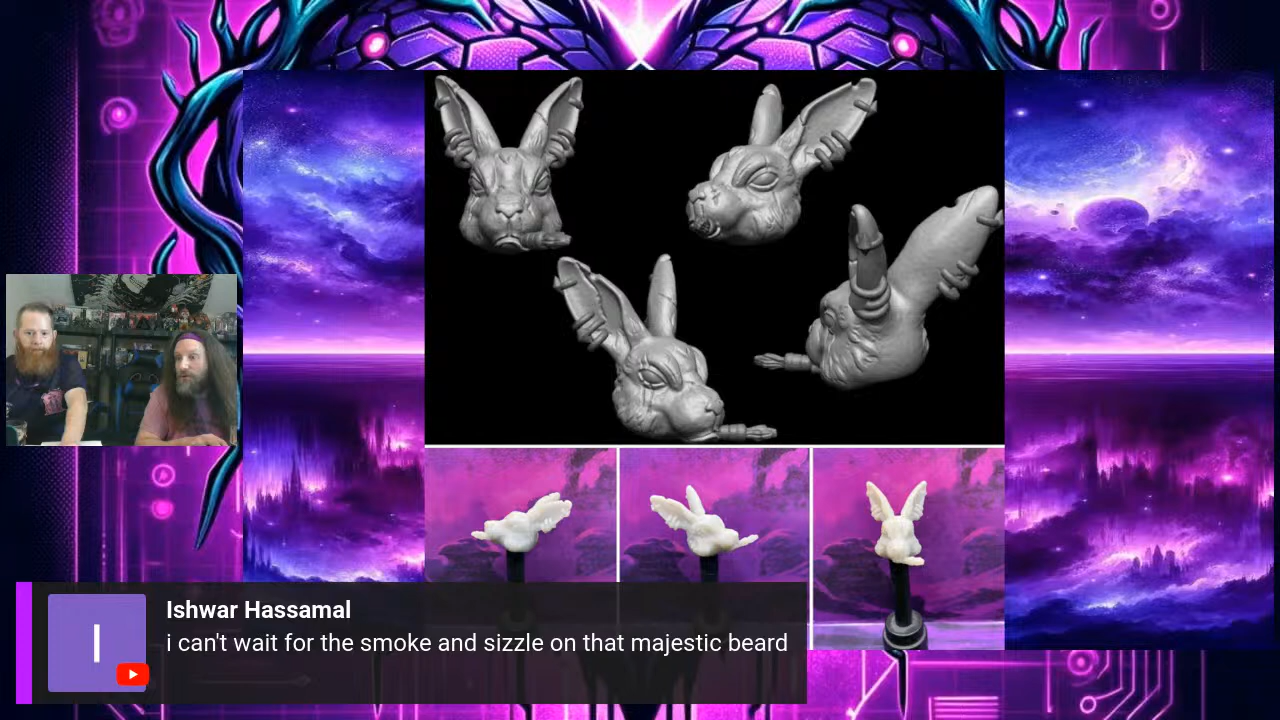 Ishwar Hassamal
I
i can't wait for the smoke and sizzle on that majestic beard